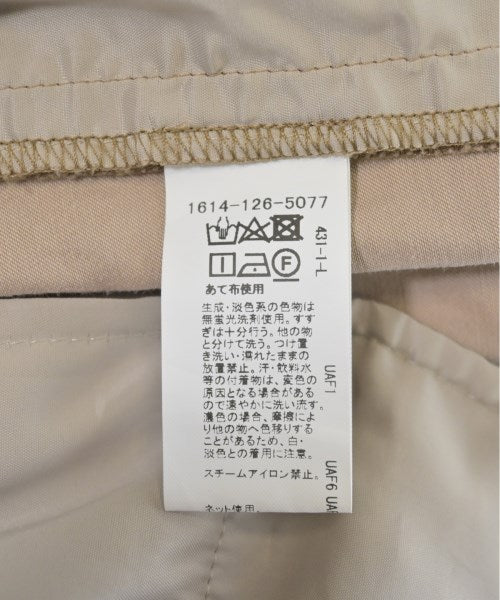 1614-126-5077
431-1-L
F
あて布使用
生成・淡色系の色物は
無蛍光洗剤使用。すす
ぎは十分行う。他の物
と分けて洗う。つけ置
き洗い・濡れたままの
放置禁止。汗・飲料水
等の付着物は、変色の
原因となる場合がある
ので速やかに洗い流す。
濃色の場合、摩擦によ
り他の物へ色移りする
ことがあるため、白・
淡色との着用に注意。
スチームアイロン禁止。
ネット使用。
UAF1
UAF6 UAF